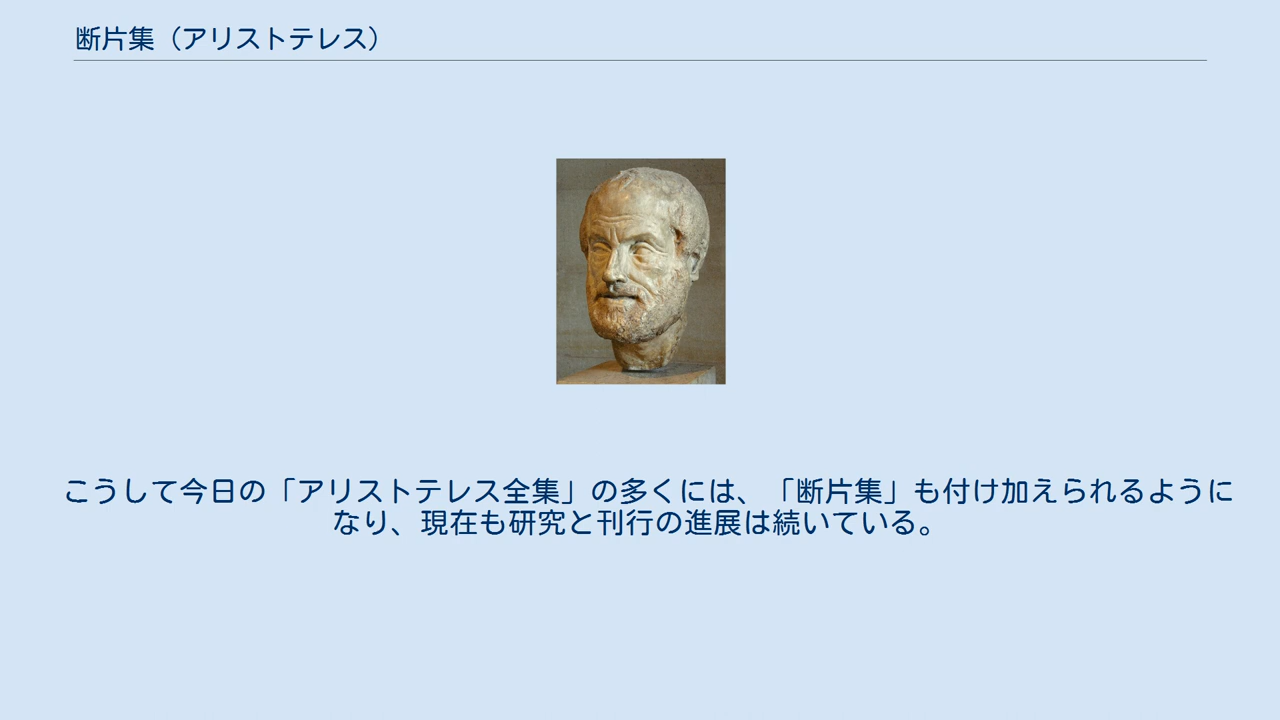 断片集（アリストテレス）
こうして今日の「アリストテレス全集」の多くには、「断片集」も付け加えられるように
なり、現在も研究と刊行の進展は続いている。